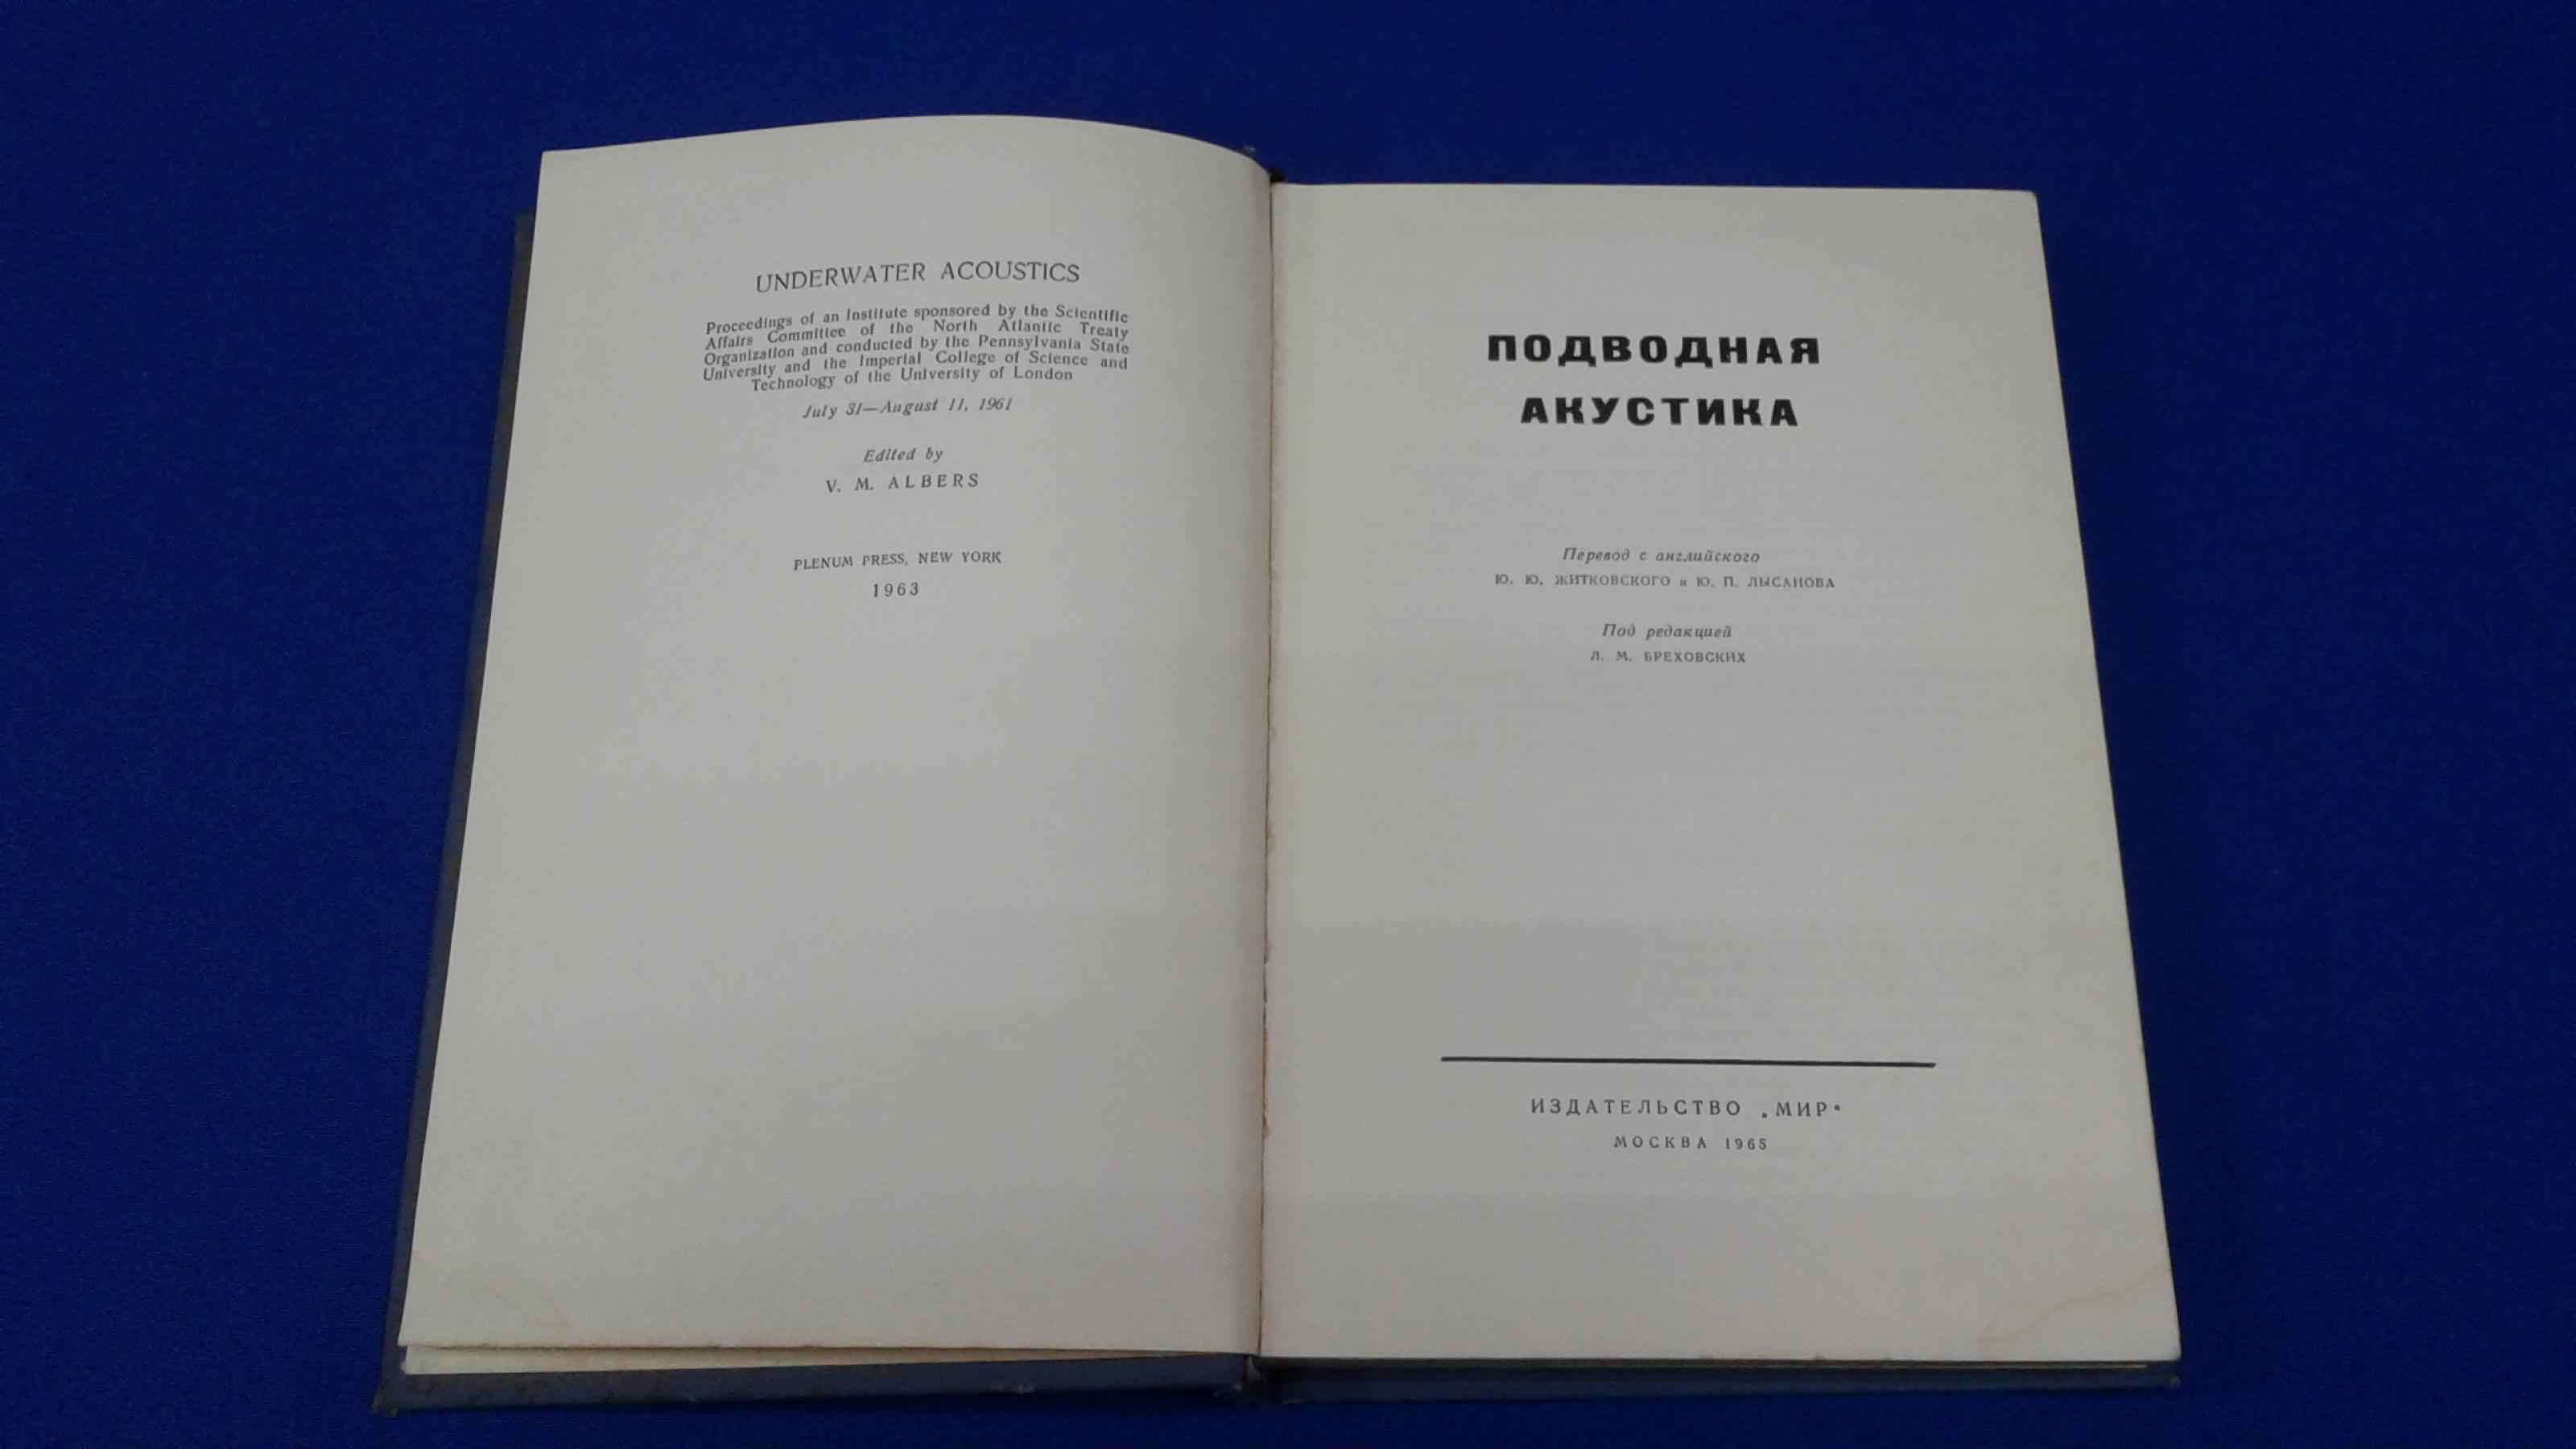 UNDERWATER ACOUSTICS
Proceedings of an Institute sponsored by the Scientific
Affairs Committee of the North Atlantic Treaty
Organization and conducted by the Pennsylvania State
University and the Imperial College of Science and
Technology of the University of London
July 31—August 11, 1961
Edited by
V. M. ALBERS
PLENUM PRESS, NEW YORK
1963
ПОДВОДНАЯ
АКУСТИКА
Перевод с английского
Ю. Ю. ЖИТКОВСКОГО и Ю. П. ЛЫСАНОВА
Под редакцией
Л. М. БРЕХОВСКИХ
ИЗДАТЕЛЬСТВО „МИР“
МОСКВА 1965